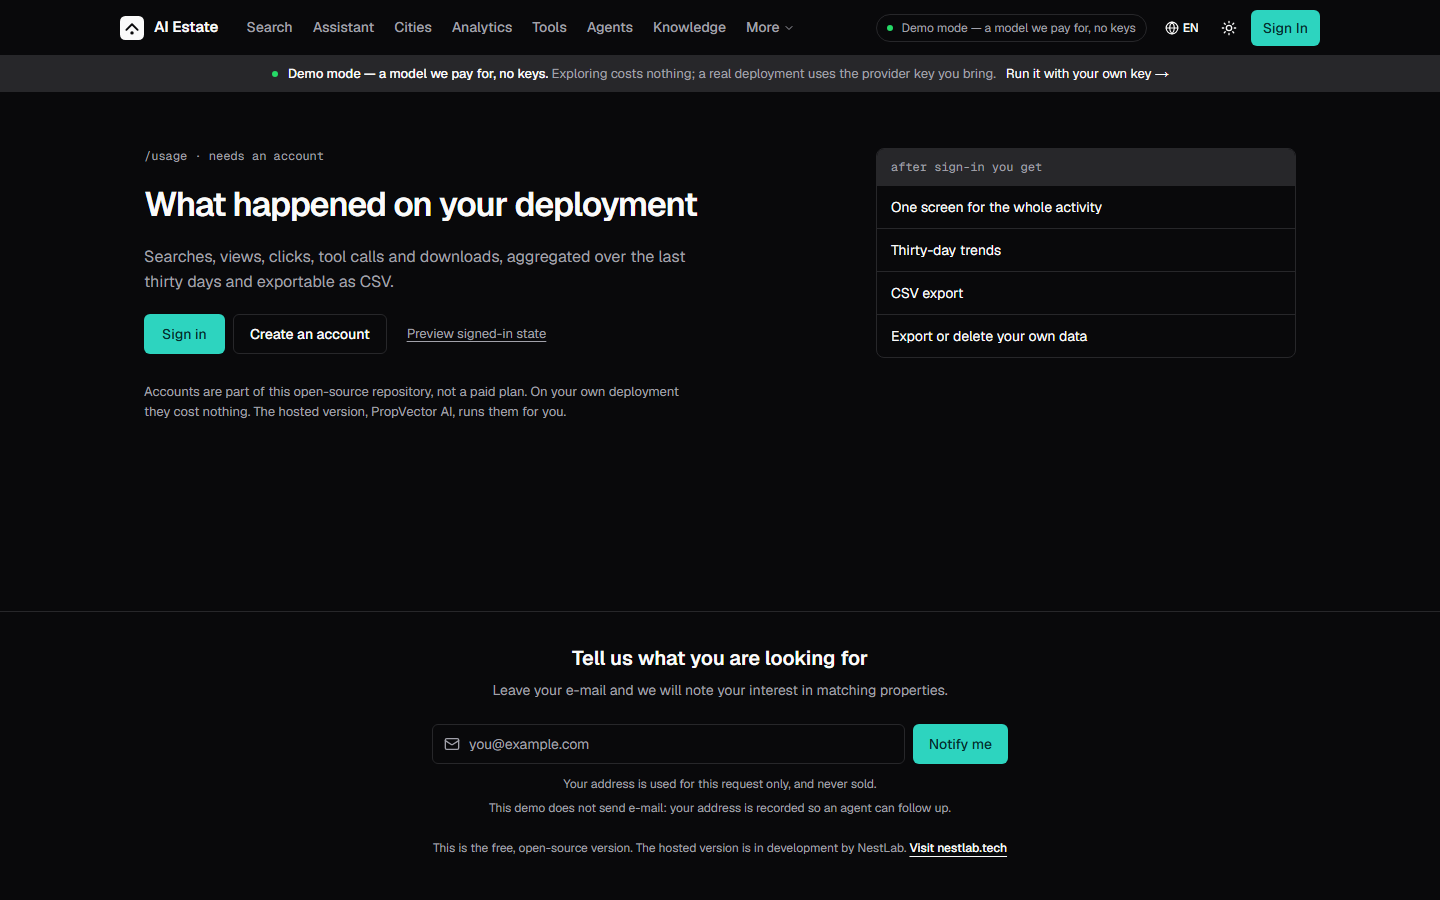 AI Estate
Search
Assistant
Cities
Analytics
Tools
Agents
Knowledge
More
Demo mode — a model we pay for, no keys
EN
Sign In
Demo mode — a model we pay for, no keys. Exploring costs nothing; a real deployment uses the provider key you bring. Run it with your own key →
/usage · needs an account
What happened on your deployment
Searches, views, clicks, tool calls and downloads, aggregated over the last
thirty days and exportable as CSV.
Sign in
Create an account
Preview signed-in state
Accounts are part of this open-source repository, not a paid plan. On your own deployment
they cost nothing. The hosted version, PropVector AI, runs them for you.
after sign-in you get
One screen for the whole activity
Thirty-day trends
CSV export
Export or delete your own data
Tell us what you are looking for
Leave your e-mail and we will note your interest in matching properties.
you@example.com
Notify me
Your address is used for this request only, and never sold.
This demo does not send e-mail: your address is recorded so an agent can follow up.
This is the free, open-source version. The hosted version is in development by NestLab. Visit nestlab.tech